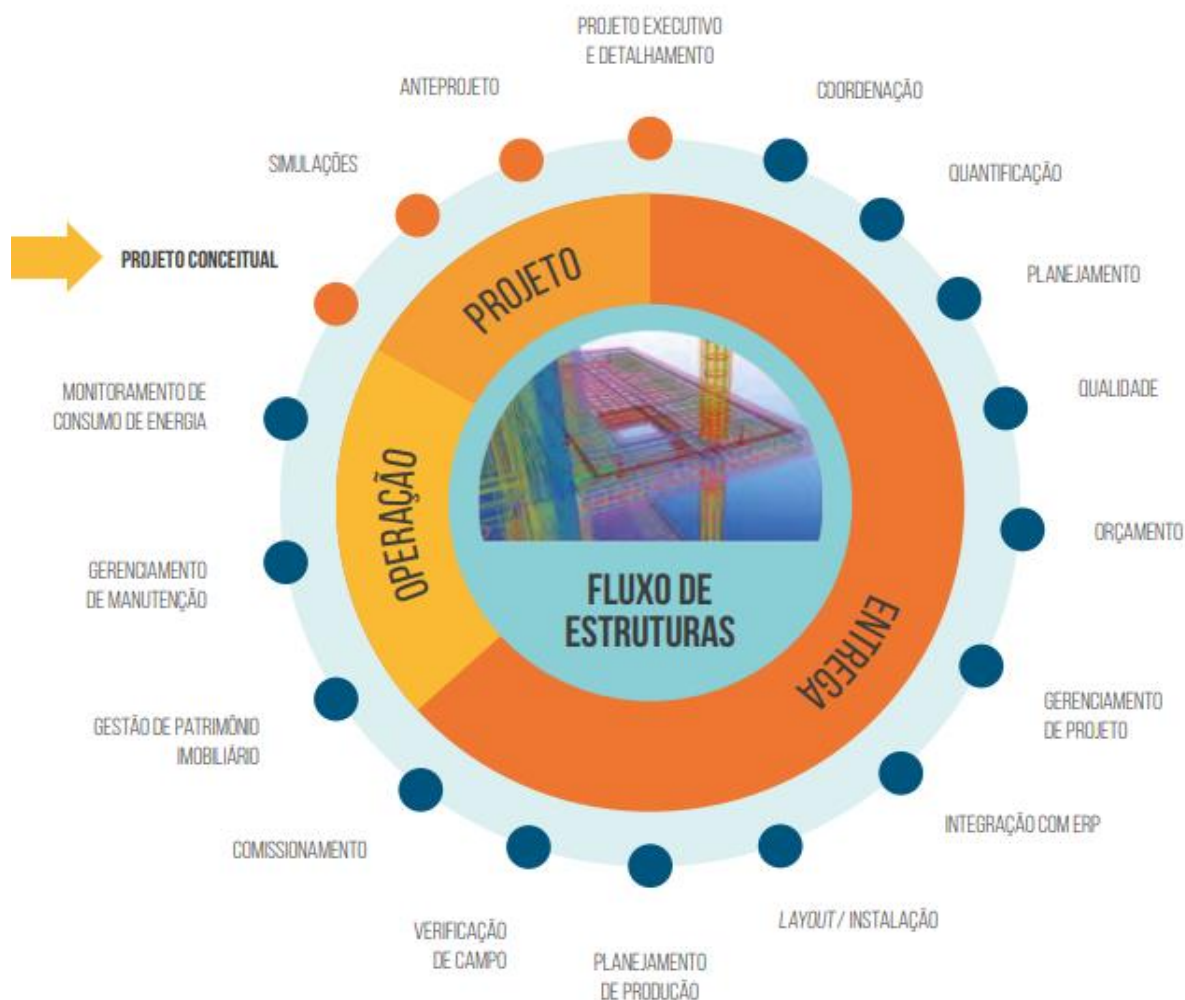 PROJETO EXECUTIVO
E DETALHAMENTO
ANTEPROJETO
COORDENAÇÃO
SIMULAÇÕES
QUANTIFICAÇÃO
PROJETO CONCEITUAL
PROJETO
PLANEJAMENTO
MONITORAMENTO DE
CONSUMO DE ENERGIA
QUALIDADE
OPERAÇÃO
ORÇAMENTO
GERENCIAMENTO
DE MANUTENÇÃO
FLUXO DE
ESTRUTURAS
ENTREGA
GERENCIAMENTO
DE PROJETO
GESTÃO DE PATRIMÔNIO
IMOBILIÁRIO
INTEGRAÇÃO COM ERP
COMISSIONAMENTO
LAYOUT / INSTALAÇÃO
VERIFICAÇÃO
DE CAMPO
PLANEJAMENTO
DE PRODUÇÃO